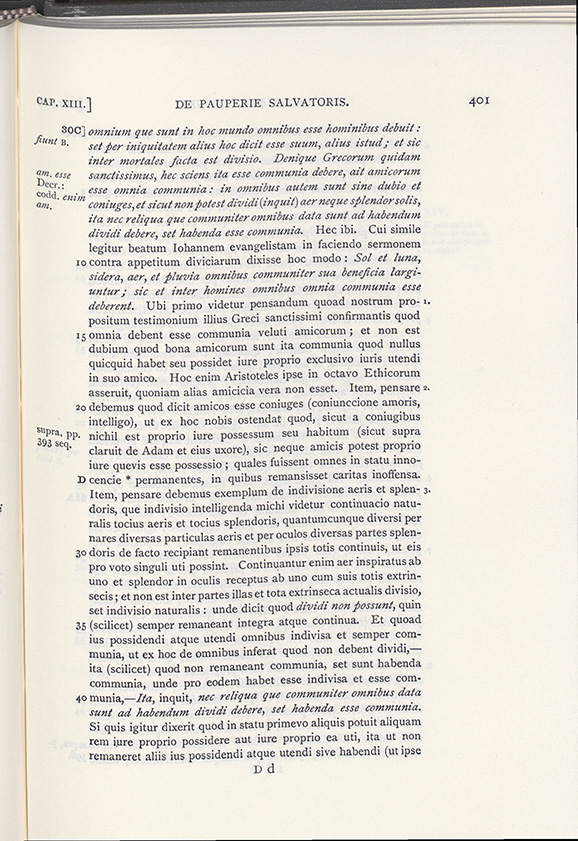 CAP. XIII.] DE PAUPERIE SALVATORIS. 401
30C] omnium que sunt in hoc mundo omnibus esse hominibus debuit :
fiunt B. set per iniquitatem alius hoc dicit esse suum, alius istud ; et sic
inter mortales facta est divisio. Denique Grecorum quidam
am. esse sanctissimus, hec sciens ita esse communia debere, ait amicorum
Decr.: esse omnia communia : in omnibus autem sunt sine dubio et
codd. enim coniuges, et sicut non potest dividi (inquit) aer neque splendor solis,
am. ita nec reliqua que communiter omnibus data sunt ad habendum
dividi debere, set habenda esse communia. Hec ibi. Cui simile
legitur beatum Iohannem evangelistam in faciendo sermonem
10 contra appetitum diviciarum dixisse hoc modo : Sol et luna,
sidera, aer, et pluvia omnibus communiter sua beneficia largi-
untur ; sic et inter homines omnibus omnia communia esse
deberent. Ubi primo videtur pensandum quoad nostrum pro- 1.
positum testimonium illius Greci sanctissimi confirmantis quod
15 omnia debent esse communia veluti amicorum ; et non est
dubium quod bona amicorum sunt ita communia quod nullus
quicquid habet seu possidet iure proprio exclusivo iuris utendi
in suo amico. Hoc enim Aristoteles ipse in octavo Ethicorum
asseruit, quoniam alias amicicia vera non esset. Item, pensare 2.
20 debemus quod dicit amicos esse coniuges (coniunccione amoris,
intelligo), ut ex hoc nobis ostendat quod, sicut a coniugibus
supra, pp. nichil est proprio iure possessum seu habitum (sicut supra
393 seq. claruit de Adam et eius uxore), sic neque amicis potest proprio
iure quevis esse possessio ; quales fuissent omnes in statu inno-
D cencie * permanentes, in quibus remansisset caritas inoffensa.
Item, pensare debemus exemplum de indivisione aeris et splen- 3.
doris, que indivisio intelligenda michi videtur continuacio natu-
ralis tocius aeris et tocius splendoris, quantumcunque diversi per
nares diversas particulas aeris et per oculos diversas partes splen-
30 doris de facto recipiant remanentibus ipsis totis continuis, ut eis
pro voto singuli uti possint. Continuantur enim aer inspiratus ab
uno et splendor in oculis receptus ab uno cum suis totis extrin-
secis ; et non est inter partes illas et tota extrinseca actualis divisio,
set indivisio naturalis : unde dicit quod dividi non possunt, quin
35 (scilicet) semper remaneant integra atque continua. Et quoad
ius possidendi atque utendi omnibus indivisa et semper com-
munia, ut ex hoc de omnibus inferat quod non debent dividi,—
ita (scilicet) quod non remaneant communia, set sunt habenda
communia, unde pro eodem habet esse indivisa et esse com-
40 munia,—Ita, inquit, nec reliqua que communiter omnibus data
sunt ad habendum dividi debere, set habenda esse communia.
Si quis igitur dixerit quod in statu primevo aliquis potuit aliquam
rem iure proprio possidere aut iure proprio ea uti, ita ut non
remaneret aliis ius possidendi atque utendi sive habendi (ut ipse
D d